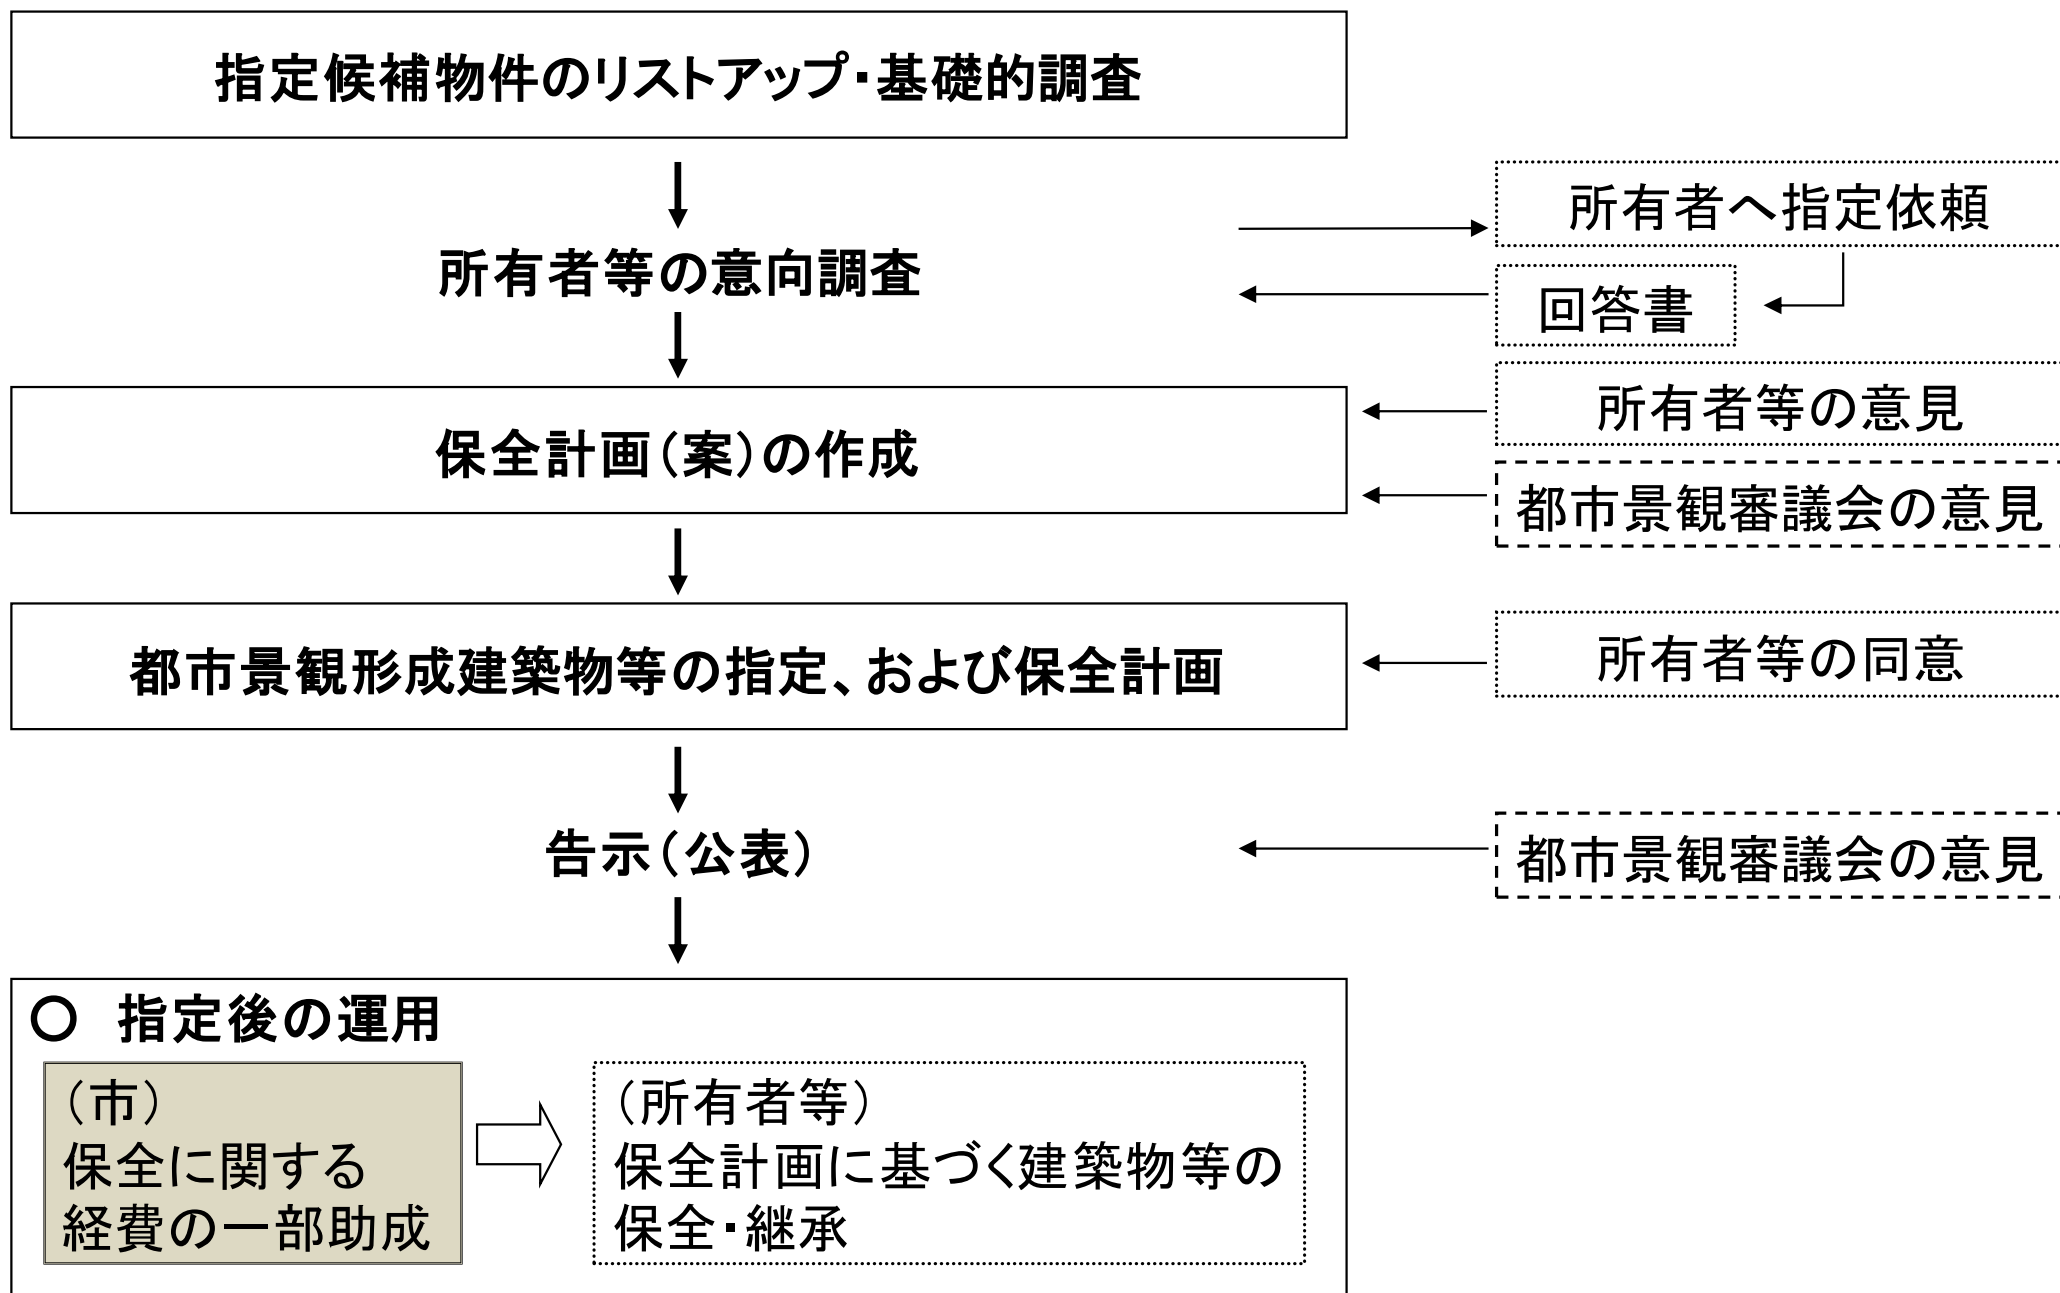 指定候補物件のリストアップ・基礎的調査
所有者へ指定依頼
所有者等の意向調査
回答書
所有者等の意見
保全計画（案）の作成
都市景観審議会の意見
都市景観形成建築物等の指定、および保全計画
所有者等の同意
告示（公表）
都市景観審議会の意見
○　指定後の運用
（市）
保全に関する
経費の一部助成
（所有者等）
保全計画に基づく建築物等の
保全・継承